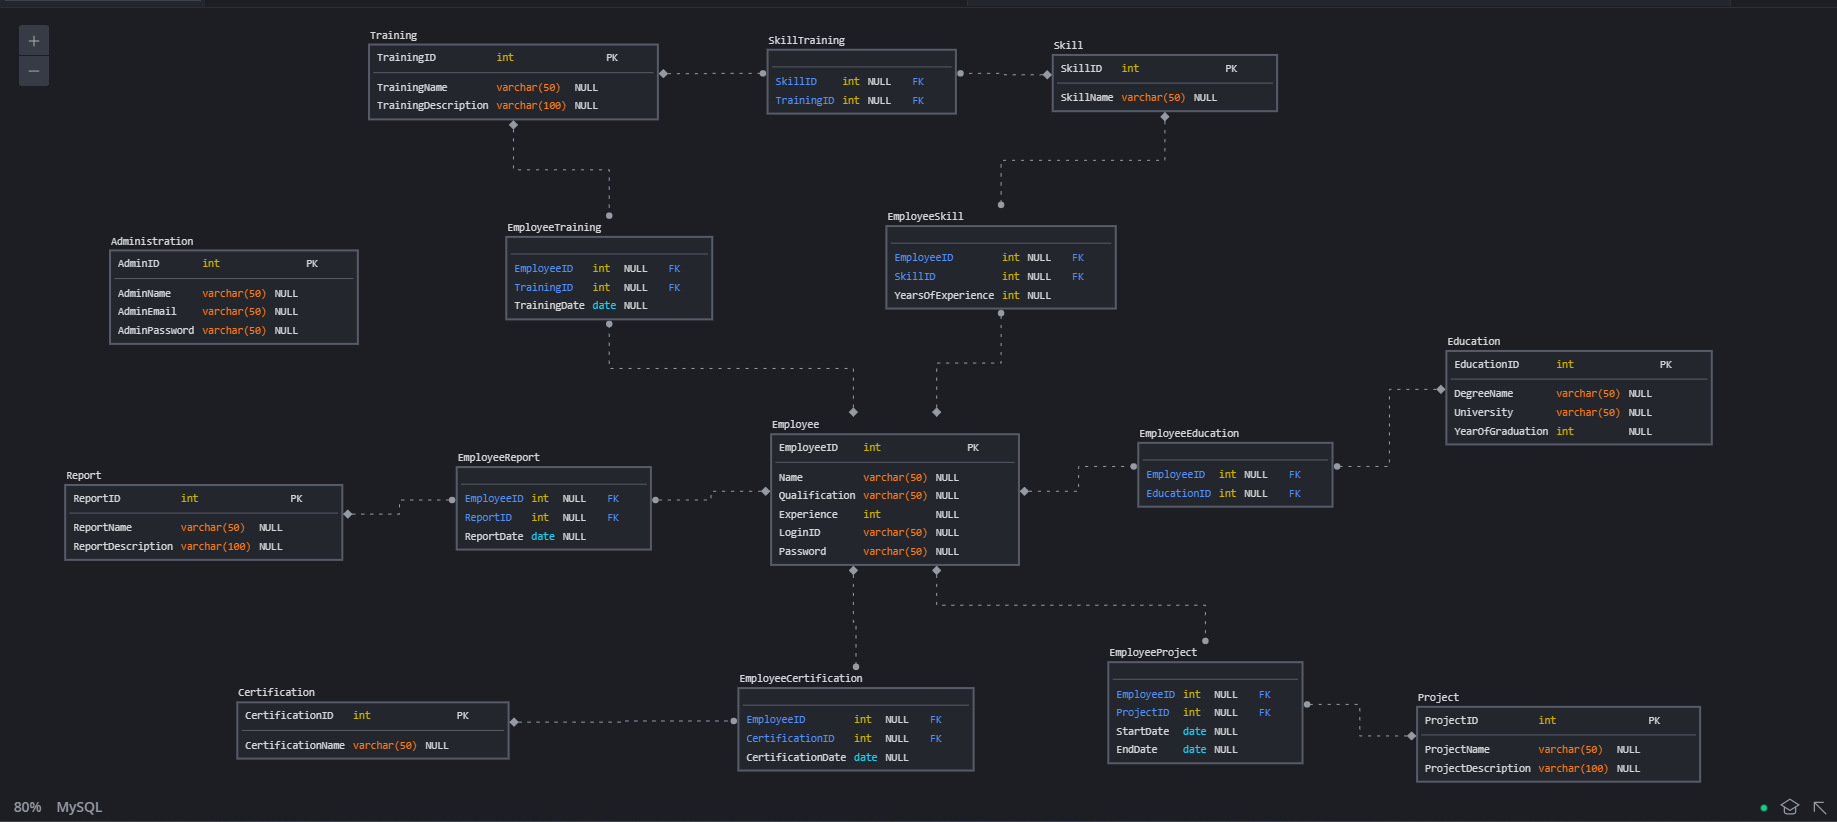 +
−
Training
TrainingID int PK
TrainingName varchar(50) NULL
TrainingDescription varchar(100) NULL
SkillTraining
SkillID int NULL FK
TrainingID int NULL FK
Skill
SkillID int PK
SkillName varchar(50) NULL
EmployeeTraining
EmployeeID int NULL FK
TrainingID int NULL FK
TrainingDate date NULL
EmployeeSkill
EmployeeID int NULL FK
SkillID int NULL FK
YearsOfExperience int NULL
Administration
AdminID int PK
AdminName varchar(50) NULL
AdminEmail varchar(50) NULL
AdminPassword varchar(50) NULL
Education
EducationID int PK
DegreeName varchar(50) NULL
University varchar(50) NULL
YearOfGraduation int NULL
Employee
EmployeeID int PK
Name varchar(50) NULL
Qualification varchar(50) NULL
Experience int NULL
LoginID varchar(50) NULL
Password varchar(50) NULL
EmployeeEducation
EmployeeID int NULL FK
EducationID int NULL FK
EmployeeReport
EmployeeID int NULL FK
ReportID int NULL FK
ReportDate date NULL
Report
ReportID int PK
ReportName varchar(50) NULL
ReportDescription varchar(100) NULL
EmployeeProject
EmployeeID int NULL FK
ProjectID int NULL FK
StartDate date NULL
EndDate date NULL
EmployeeCertification
EmployeeID int NULL FK
CertificationID int NULL FK
CertificationDate date NULL
Certification
CertificationID int PK
CertificationName varchar(50) NULL
Project
ProjectID int PK
ProjectName varchar(50) NULL
ProjectDescription varchar(100) NULL
80% MySQL